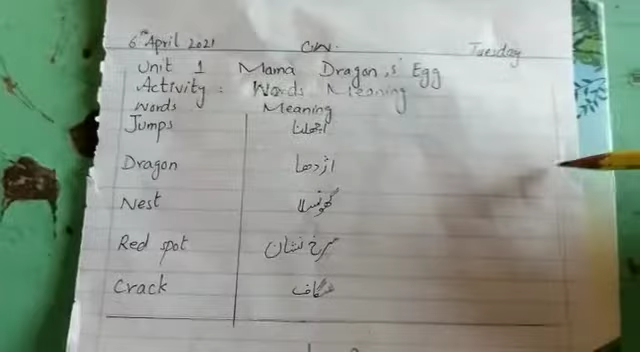 6th April 2021 C.W. Tuesday
Unit 1 Mama Dragon,s' Egg
Activity : Words Meaning
Words Meaning
Jumps اچھلنا
Dragon اژدھا
Nest گھونسلا
Red spot سرخ نشان
Crack شگاف